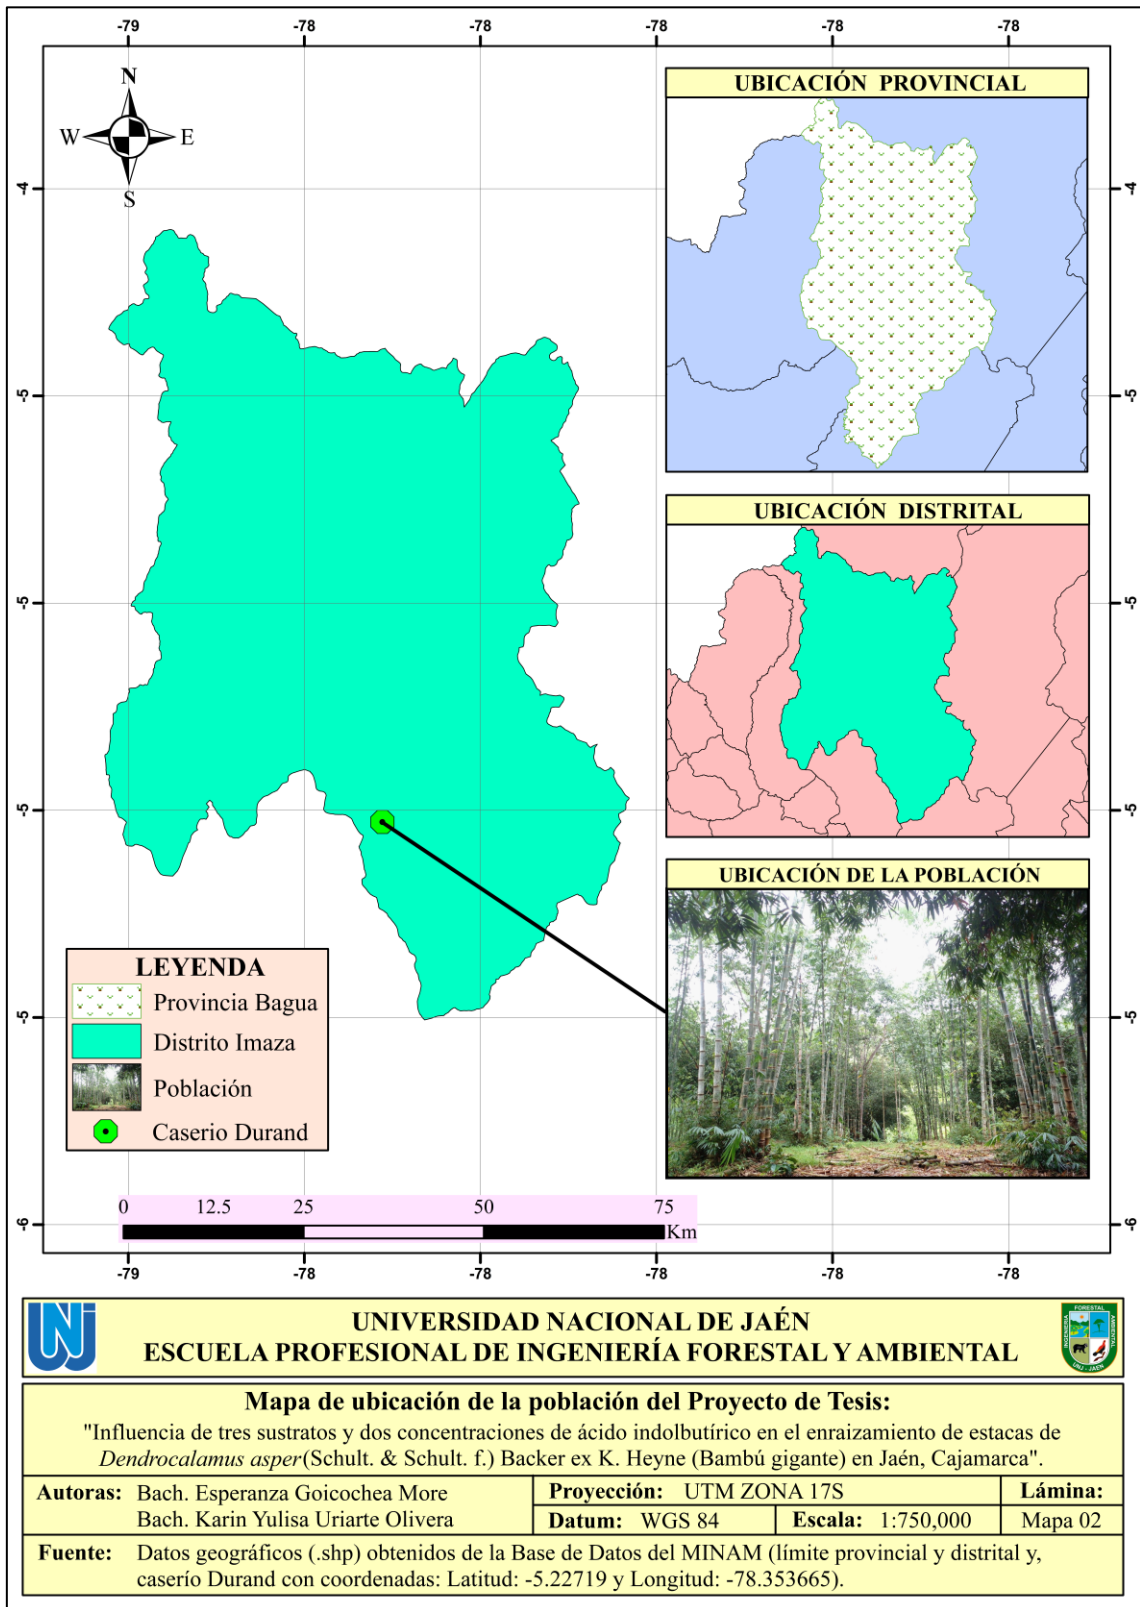 -79 -78 -78 -78 -78 -78
N
W E
S
UBICACIÓN PROVINCIAL
-4 -4
-5 -5
UBICACIÓN DISTRITAL
-5 -5
-5 -5
UBICACIÓN DE LA POBLACIÓN
LEYENDA
Provincia Bagua
Distrito Imaza
Población
Caserio Durand
-5 -5
0 12.5 25 50 75
Km
-6 -6
-79 -78 -78 -78 -78 -78
UNJ
UNIVERSIDAD NACIONAL DE JAÉN
ESCUELA PROFESIONAL DE INGENIERÍA FORESTAL Y AMBIENTAL
FORESTAL
INGENIERIA
AMBIENTAL
UNJ - JAEN
Mapa de ubicación de la población del Proyecto de Tesis:
"Influencia de tres sustratos y dos concentraciones de ácido indolbutírico en el enraizamiento de estacas de
Dendrocalamus asper(Schult. & Schult. f.) Backer ex K. Heyne (Bambú gigante) en Jaén, Cajamarca".
Autoras: Bach. Esperanza Goicochea More
Bach. Karin Yulisa Uriarte Olivera
Proyección: UTM ZONA 17S
Datum: WGS 84
Escala: 1:750,000
Lámina:
Mapa 02
Fuente: Datos geográficos (.shp) obtenidos de la Base de Datos del MINAM (límite provincial y distrital y,
caserío Durand con coordenadas: Latitud: -5.22719 y Longitud: -78.353665).